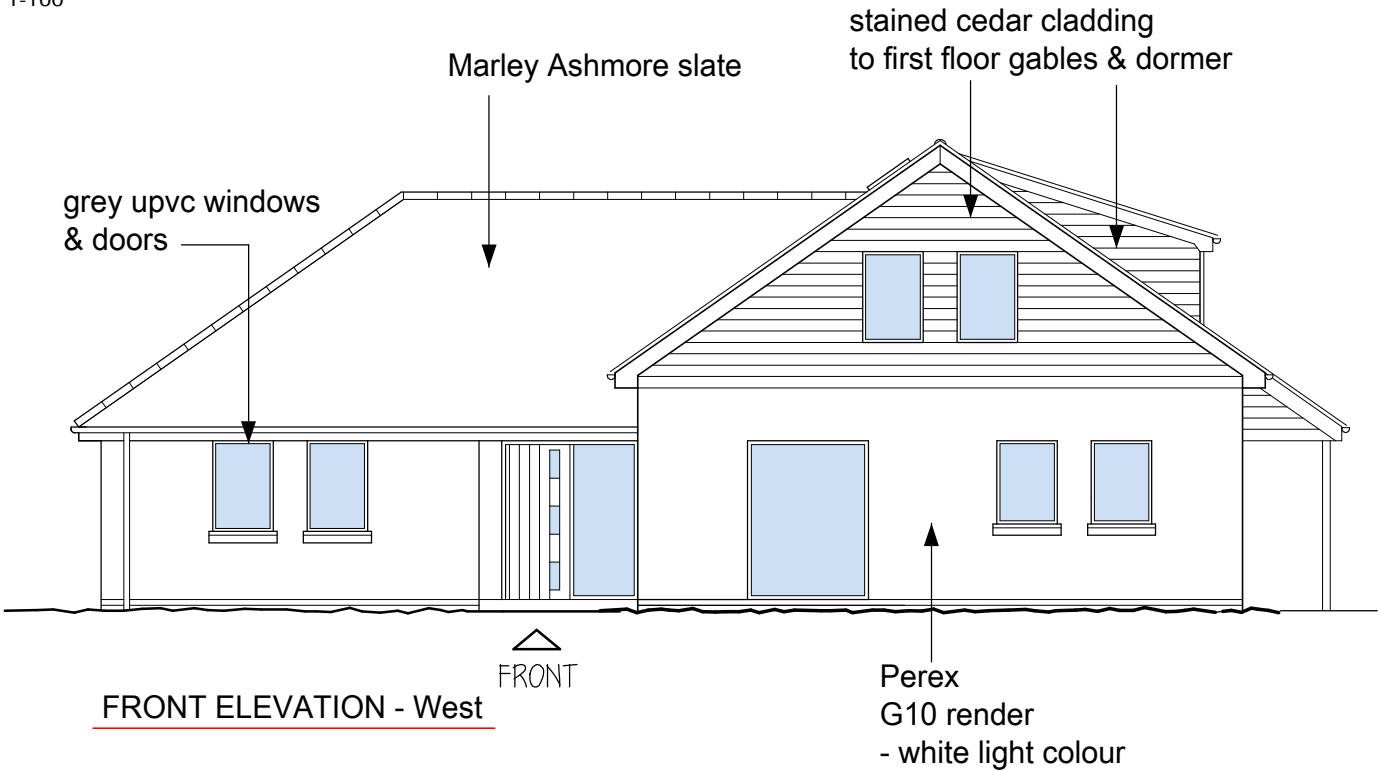 stained cedar cladding
to first floor gables & dormer
Marley Ashmore slate
grey upvc windows
& doors
FRONT
FRONT ELEVATION - West
Perex
G10 render
- white light colour